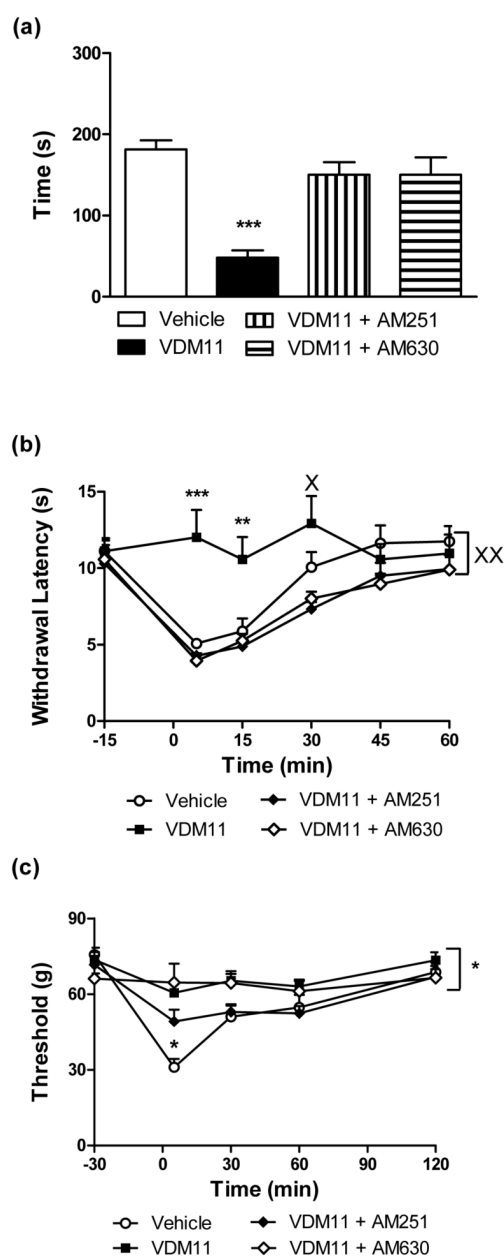 (a)
300
200
100
0
Time (s)
***
Vehicle VDM11 + AM251
VDM11 VDM11 + AM630
(b)
15
10
5
0
Withdrawal Latency (s)
*** ** X
XX
-15 0 15 30 45 60
Time (min)
Vehicle VDM11 + AM251
VDM11 VDM11 + AM630
(c)
90
60
30
0
Threshold (g)
*
*
-30 0 30 60 90 120
Time (min)
Vehicle VDM11 + AM251
VDM11 VDM11 + AM630